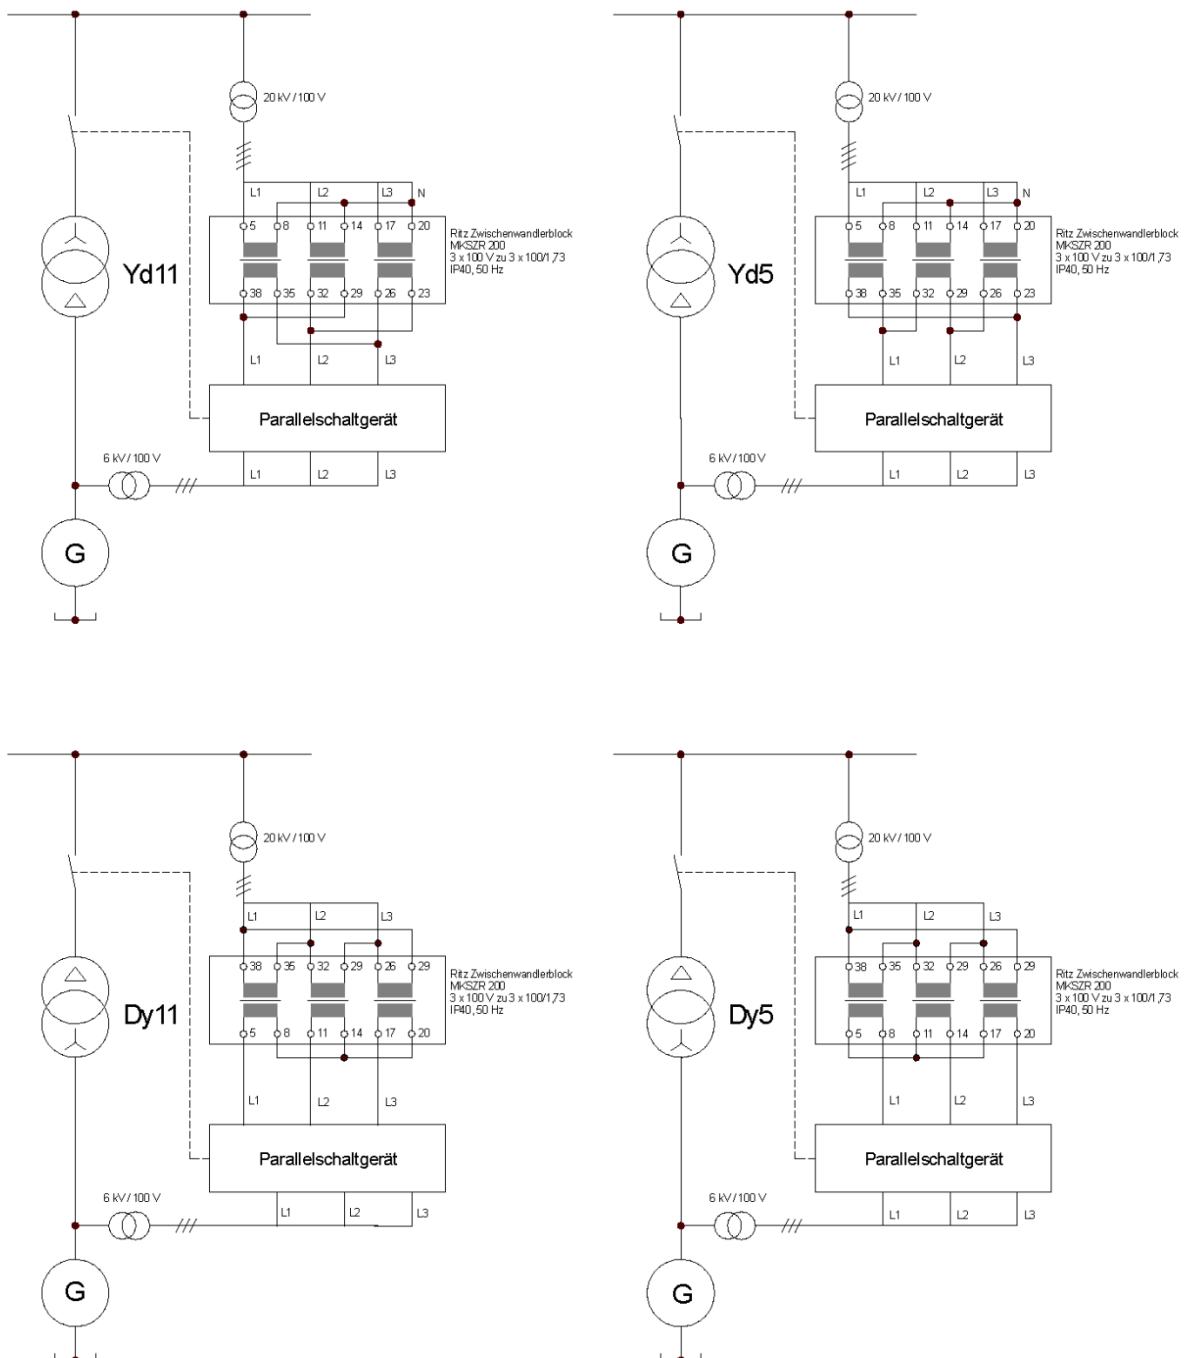 20 kV / 100 V
L1 L2 L3 N
5 8 11 14 17 20
Ritz Zwischenwandlerblock
MKSZR 200
3 x 100 V zu 3 x 100/1,73
IP40, 50 Hz
Yd11
38 35 32 29 26 23
L1 L2 L3
Parallelschaltgerät
6 kV / 100 V
L1 L2 L3
G
20 kV / 100 V
L1 L2 L3 N
5 8 11 14 17 20
Ritz Zwischenwandlerblock
MKSZR 200
3 x 100 V zu 3 x 100/1,73
IP40, 50 Hz
Yd5
38 35 32 29 26 23
L1 L2 L3
Parallelschaltgerät
6 kV / 100 V
L1 L2 L3
G
20 kV / 100 V
L1 L2 L3
38 35 32 29 26 29
Ritz Zwischenwandlerblock
MKSZR 200
3 x 100 V zu 3 x 100/1,73
IP40, 50 Hz
Dy11
5 8 11 14 17 20
L1 L2 L3
Parallelschaltgerät
6 kV / 100 V
L1 L2 L3
G
20 kV / 100 V
L1 L2 L3
38 35 32 29 26 29
Ritz Zwischenwandlerblock
MKSZR 200
3 x 100 V zu 3 x 100/1,73
IP40, 50 Hz
Dy5
5 8 11 14 17 20
L1 L2 L3
Parallelschaltgerät
6 kV / 100 V
L1 L2 L3
G